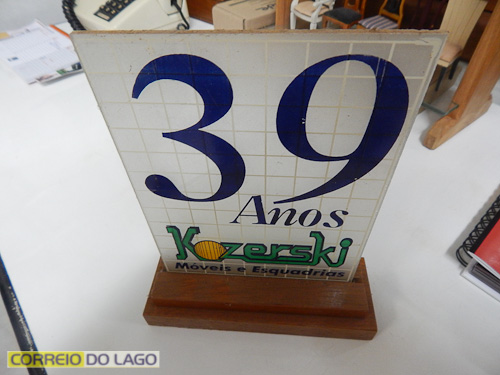 39
Anos
Kozerski
Móveis e Esquadrias
CORREIO DO LAGO